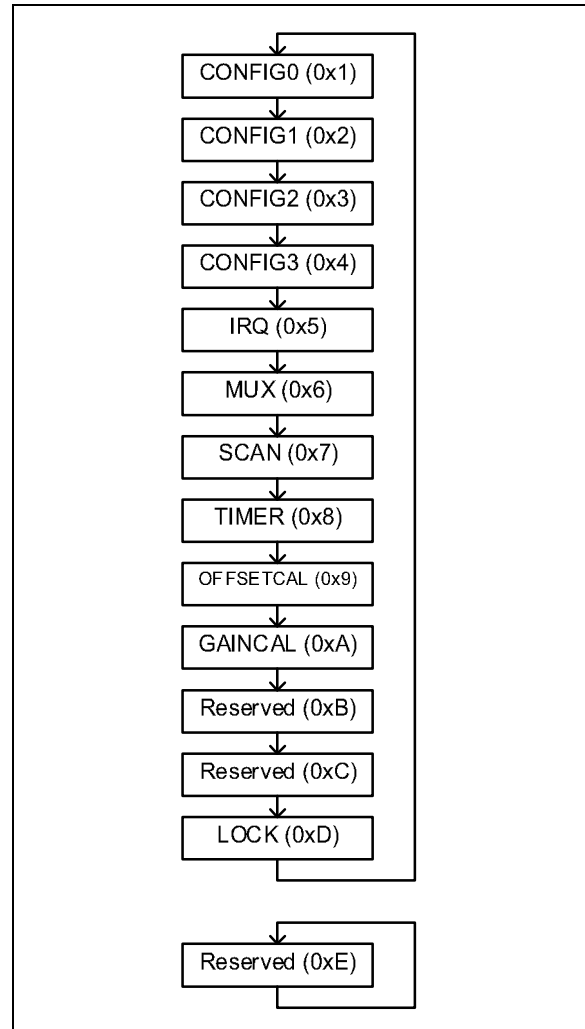 CONFIG0 (0x1)
CONFIG1 (0x2)
CONFIG2 (0x3)
CONFIG3 (0x4)
IRQ (0x5)
MUX (0x6)
SCAN (0x7)
TIMER (0x8)
OFFSETCAL (0x9)
GAINCAL (0xA)
Reserved (0xB)
Reserved (0xC)
LOCK (0xD)
Reserved (0xE)